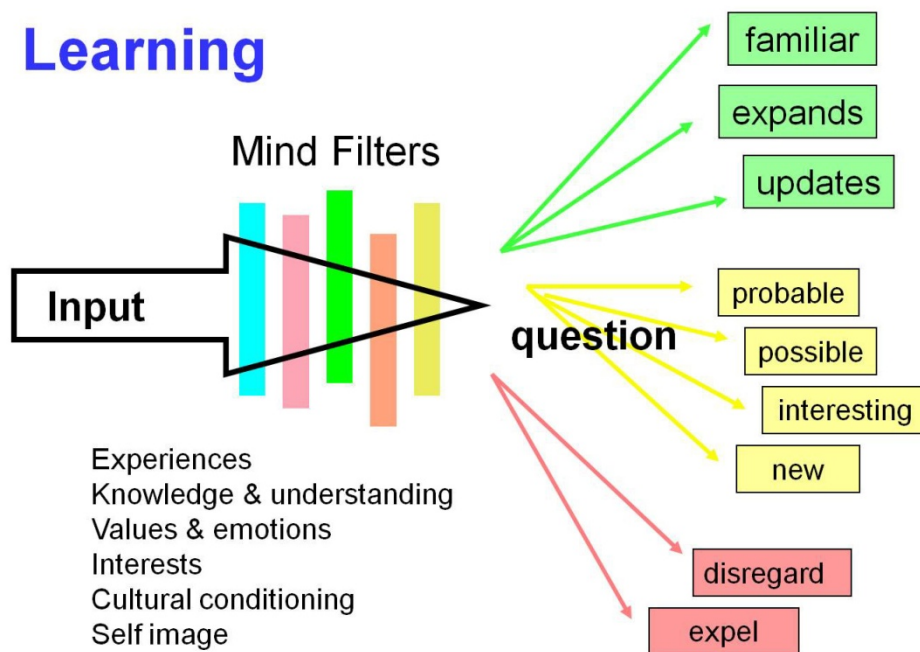 Learning
Mind Filters
Input
Experiences
Knowledge & understanding
Values & emotions
Interests
Cultural conditioning
Self image
question
familiar
expands
updates
probable
possible
interesting
new
disregard
expel